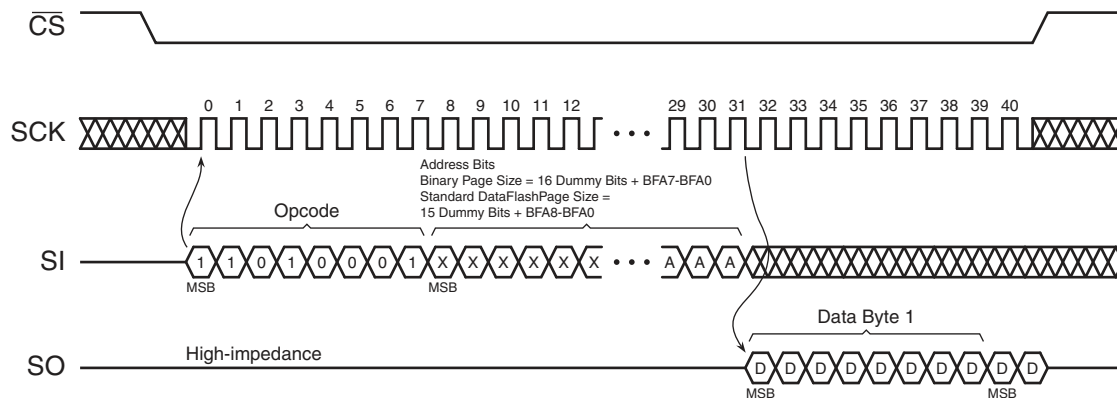 CS
0 1 2 3 4 5 6 7 8 9 10 11 12 29 30 31 32 33 34 35 36 37 38 39 40
SCK
Address Bits
Binary Page Size = 16 Dummy Bits + BFA7-BFA0
Standard DataFlashPage Size =
15 Dummy Bits + BFA8-BFA0
Opcode
SI 1 1 0 1 0 0 0 1 X X X X X X A A A
MSB MSB
Data Byte 1
High-impedance
SO D D D D D D D D D D
MSB MSB